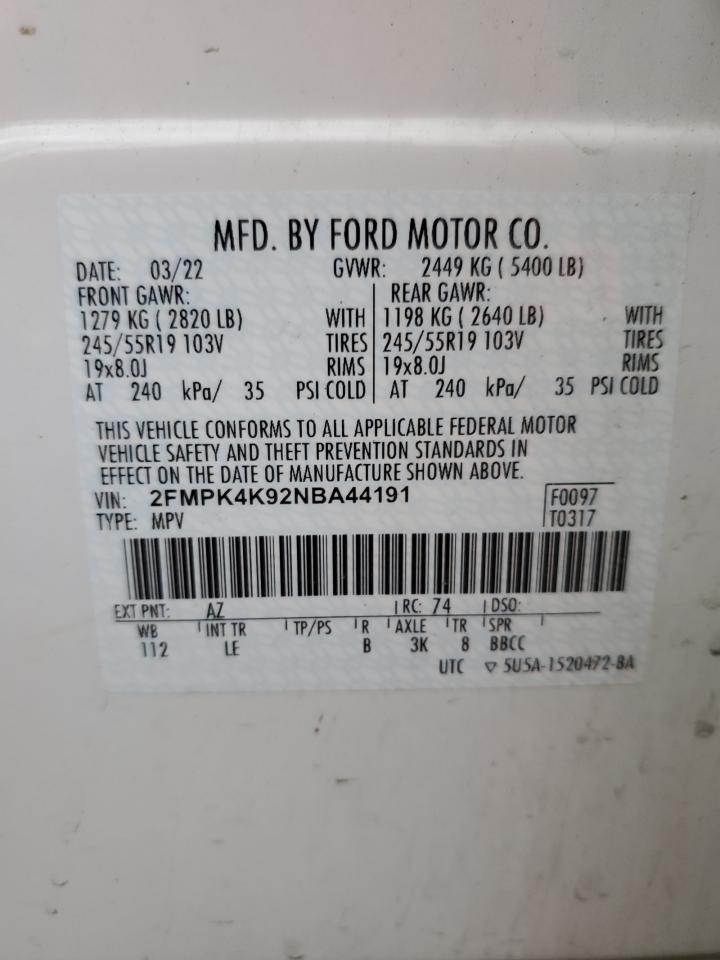 MFD. BY FORD MOTOR CO.
DATE: 03/22 GVWR: 2449 KG ( 5400 LB)
FRONT GAWR: REAR GAWR:
1279 KG ( 2820 LB) WITH 1198 KG ( 2640 LB) WITH
245/55R19 103V TIRES 245/55R19 103V TIRES
19x8.0J RIMS 19x8.0J RIMS
AT 240 kPa/ 35 PSI COLD AT 240 kPa/ 35 PSI COLD
THIS VEHICLE CONFORMS TO ALL APPLICABLE FEDERAL MOTOR
VEHICLE SAFETY AND THEFT PREVENTION STANDARDS IN
EFFECT ON THE DATE OF MANUFACTURE SHOWN ABOVE.
VIN: 2FMPK4K92NBA44191 F0097
TYPE: MPV T0317
EXT PNT: AZ RC: 74 DSO:
WB INT TR TP/PS R AXLE TR SPR
112 LE B 3K 8 BBCC
UTC ▽ 5U5A-1520472-BA